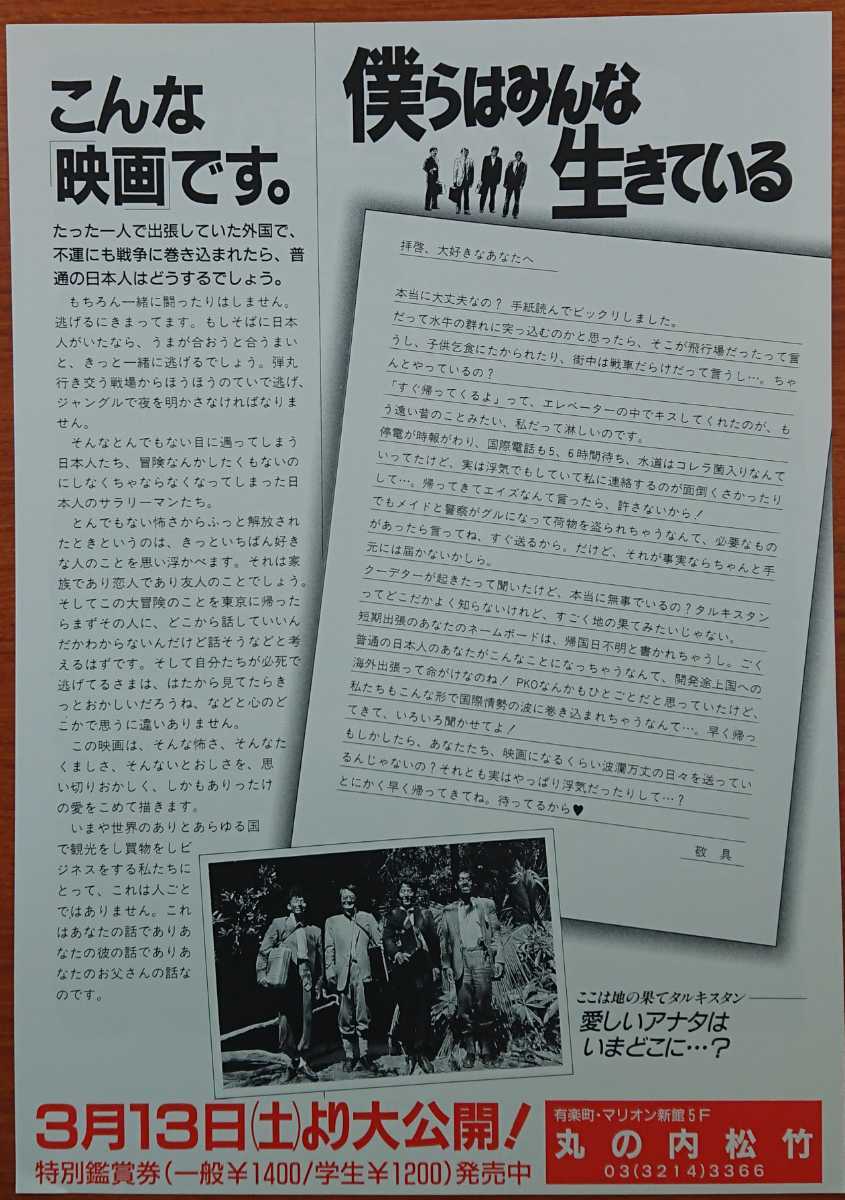 こんな
「映画」です。
たった一人で出張していた外国で、
不運にも戦争に巻き込まれたら、普
通の日本人はどうするでしょう。
もちろん一緒に闘ったりはしません。
逃げるにきまってます。もしそばに日本
人がいたなら、うまが合おうと合うまい
と、きっと一緒に逃げるでしょう。弾丸
行き交う戦場からほうほうのていで逃げ、
ジャングルで夜を明かさなければなりま
せん。
そんなとんでもない目に遇ってしまう
日本人たち、冒険なんかしたくもないの
にしなくちゃならなくなってしまった日
本人のサラリーマンたち。
とんでもない怖さからふっと解放され
たときというのは、きっといちばん好き
な人のことを思い浮かべます。それは家
族であり恋人であり友人のことでしょう。
そしてこの大冒険のことを東京に帰った
らまずその人に、どこから話していいん
だかわからないんだけど話そうなどと考
えるはずです。そして自分たちが必死で
逃げてるさまは、はたから見てたらき
っとおかしいだろうね、などと心のど
こかで思うに違いありません。
この映画は、そんな怖さ、そんなた
くましさ、そんないとおしさを、思
い切りおかしく、しかもありったけ
の愛をこめて描きます。
いまや世界のありとあらゆる国
で観光をし買物をしビ
ジネスをする私たちに
とって、これは人ごと
ではありません。これ
はあなたの話でありあ
なたの彼の話でありあ
なたのお父さんの話な
のです。
僕らはみんな
生きている
拝啓、大好きなあなたへ
本当に大丈夫なの? 手紙読んでビックリしました。
だって水牛の群れに突っ込むのかと思ったら、そこが飛行場だったって言
うし、子供乞食にたかられたり、街中は戦車だらけだって言うし…。ちゃ
んとやっているの?
「すぐ帰ってくるよ」って、エレベーターの中でキスしてくれたのが、も
う遠い昔のことみたい、私だって淋しいのです。
停電が時報がわり、国際電話も5、6時間待ち、水道はコレラ菌入りなんて
いってたけど、実は浮気でもしていて私に連絡するのが面倒くさかったり
して…。帰ってきてエイズなんて言ったら、許さないから!
でもメイドと警察がグルになって荷物を盗られちゃうなんて、必要なもの
があったら言ってね、すぐ送るから。だけど、それが事実ならちゃんと手
元には届かないかしら。
クーデターが起きたって聞いたけど、本当に無事でいるの?タルキスタン
ってどこだかよく知らないけれど、すごく地の果てみたいじゃない。
短期出張のあなたのネームボードは、帰国日不明と書かれちゃうし。ごく
普通の日本人のあなたがこんなことになっちゃうなんて、開発途上国への
海外出張って命がけなのね! PKOなんかもひとごとだと思っていたけど、
私たちもこんな形で国際情勢の波に巻き込まれちゃうなんて…。早く帰っ
てきて、いろいろ聞かせてよ!
もしかしたら、あなたたち、映画になるくらい波瀾万丈の日々を送ってい
るんじゃないの?それとも実はやっぱり浮気だったりして…?
とにかく早く帰ってきてね。待ってるから♥
敬具
ここは地の果てタルキスタン
愛しいアナタは
いまどこに…?
3月13日(土)より大公開!
特別鑑賞券(一般¥1400/学生¥1200)発売中
有楽町・マリオン新館5F
丸の内松竹
03(3214)3366